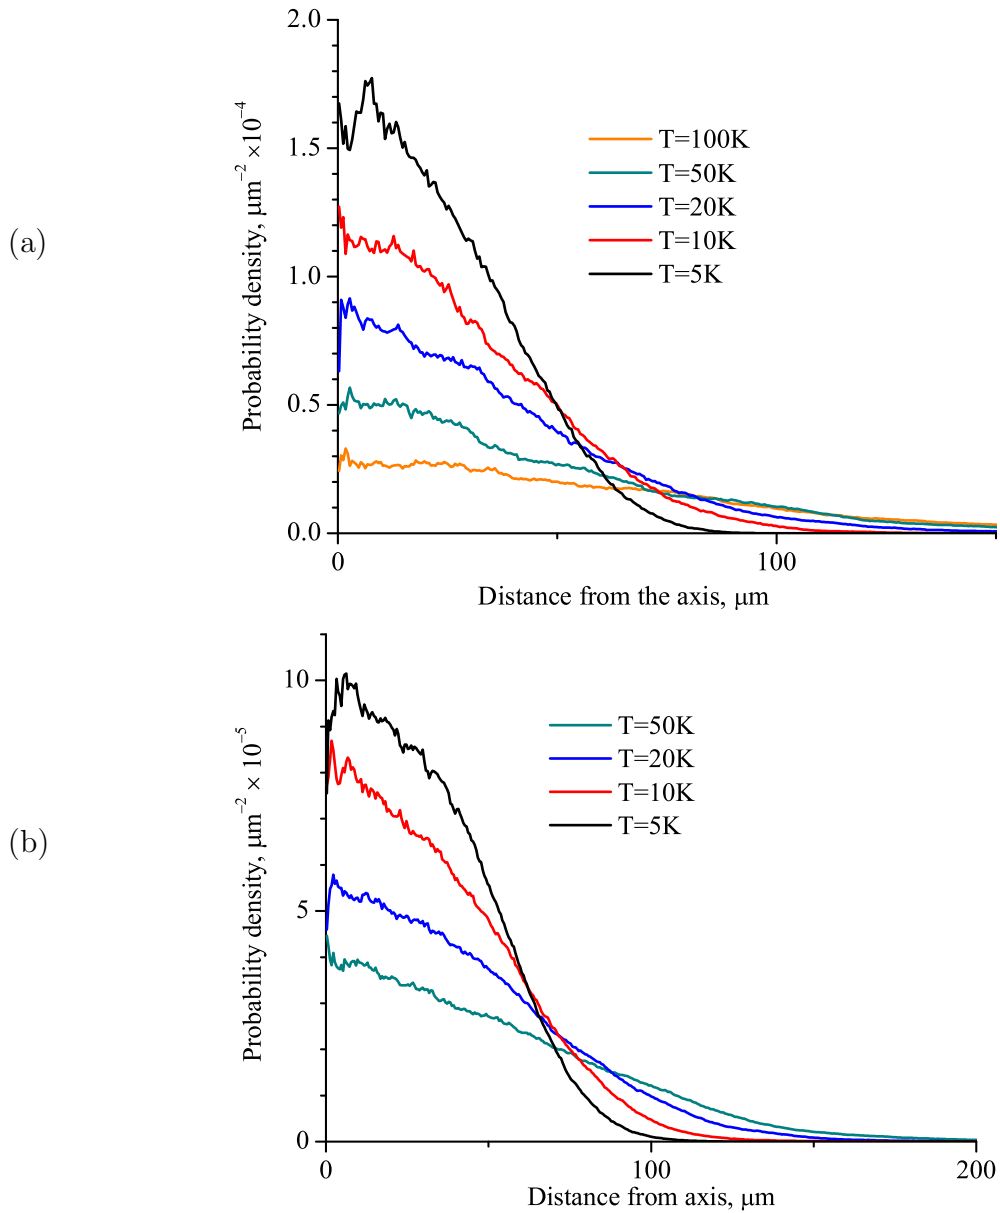 (a)
Probability density, μm⁻² ×10⁻⁴
2.0
1.5
1.0
0.5
0.0
T=100K
T=50K
T=20K
T=10K
T=5K
0
100
Distance from the axis, μm
(b)
Probability density, μm⁻² × 10⁻⁵
10
5
0
T=50K
T=20K
T=10K
T=5K
0
100
200
Distance from axis, μm